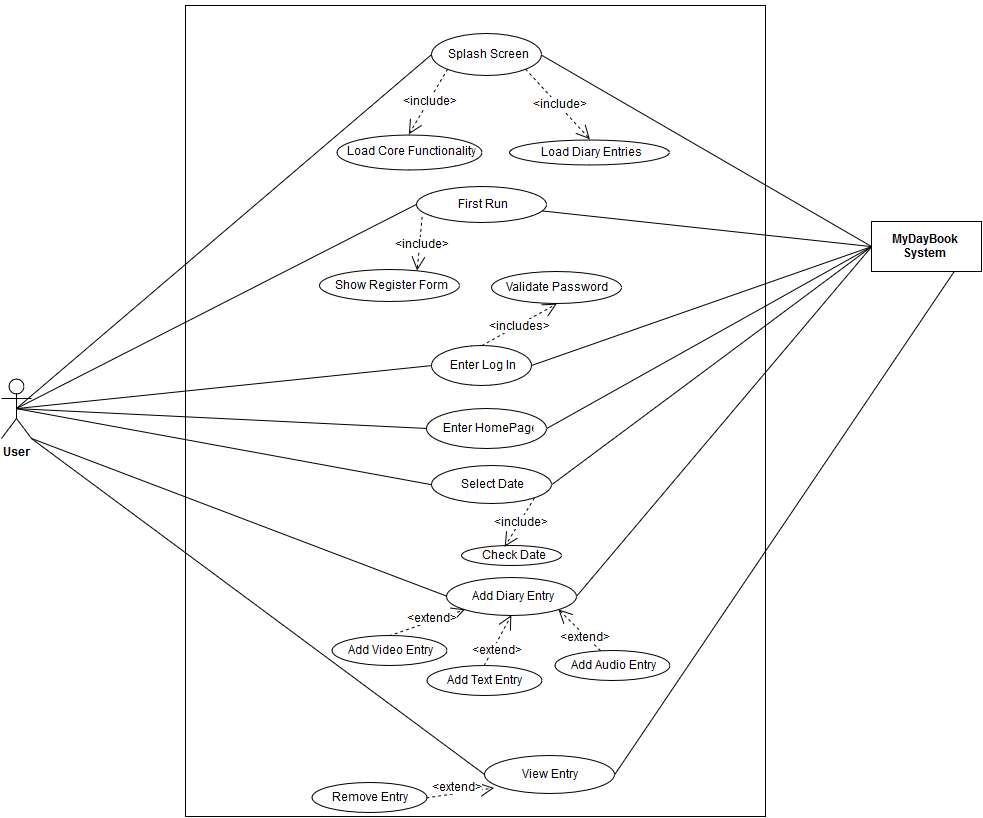 Splash Screen
<include>
<include>
Load Core Functionality
Load Diary Entries
First Run
<include>
MyDayBook
System
Show Register Form
Validate Password
<includes>
Enter Log In
Enter HomePage
User
Select Date
<include>
Check Date
Add Diary Entry
<extend>
<extend>
<extend>
Add Video Entry
Add Text Entry
Add Audio Entry
View Entry
<extend>
Remove Entry